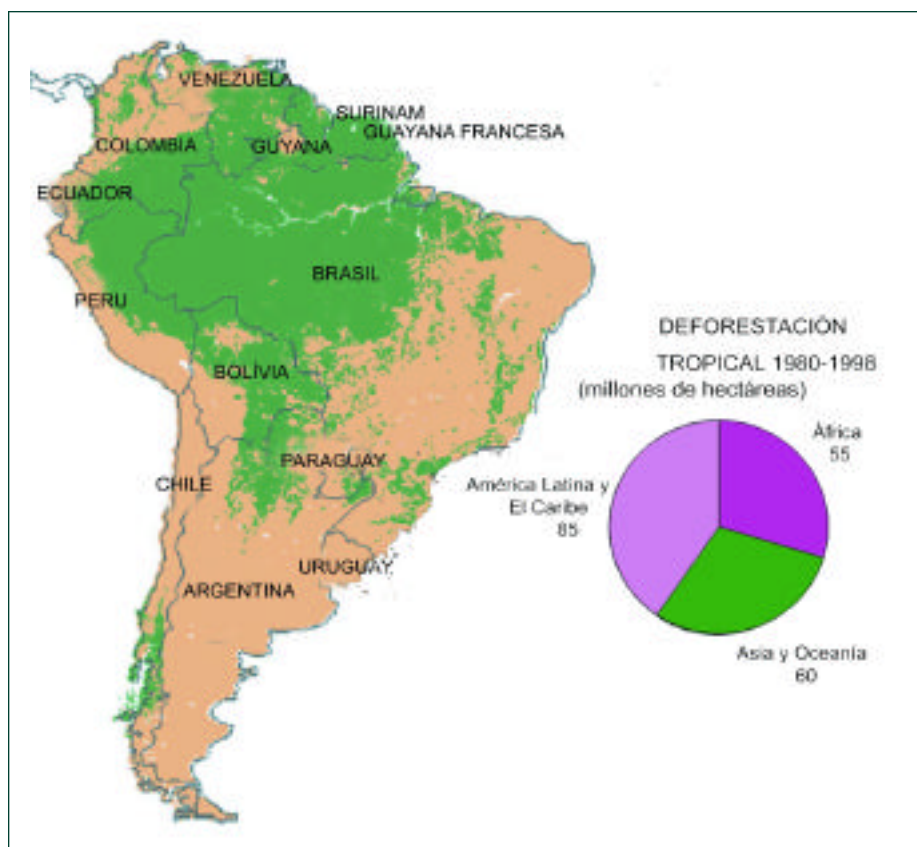 VENEZUELA
SURINAM
GUAYANA FRANCESA
COLOMBIA
GUYANA
ECUADOR
BRASIL
PERU
BOLÍVIA
PARAGUAY
CHILE
URUGUAY
ARGENTINA
DEFORESTACIÓN
TROPICAL 1980-1998
(millones de hectáreas)
África
55
América Latina y
El Caribe
85
Asia y Oceanía
60